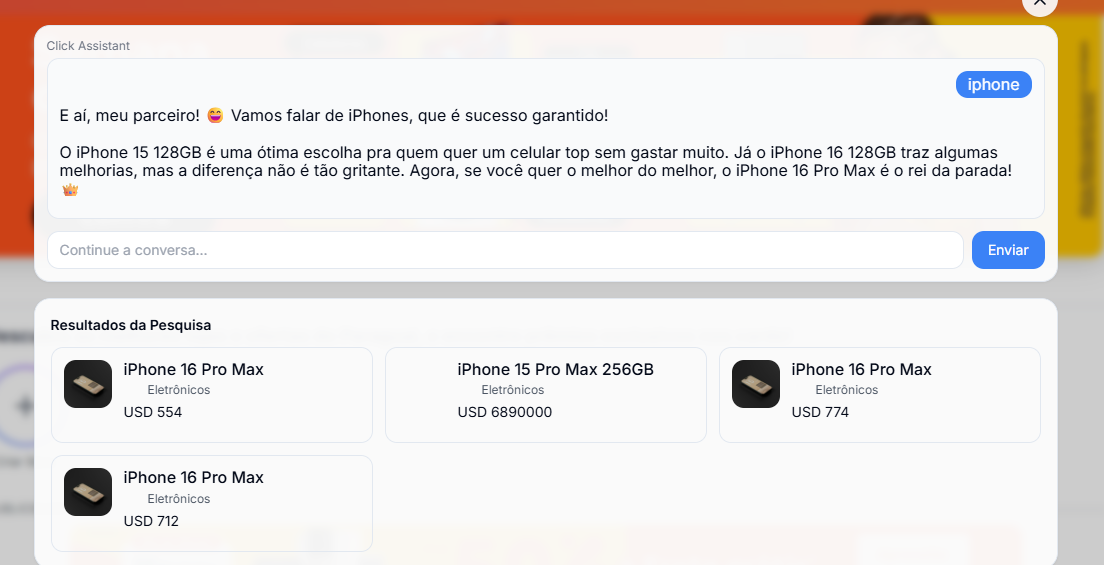 Click Assistant
iphone
E aí, meu parceiro! 😄 Vamos falar de iPhones, que é sucesso garantido!
O iPhone 15 128GB é uma ótima escolha pra quem quer um celular top sem gastar muito. Já o iPhone 16 128GB traz algumas
melhorias, mas a diferença não é tão gritante. Agora, se você quer o melhor do melhor, o iPhone 16 Pro Max é o rei da parada!
👑
Continue a conversa...
Enviar
Resultados da Pesquisa
iPhone 16 Pro Max
Eletrônicos
USD 554
iPhone 15 Pro Max 256GB
Eletrônicos
USD 6890000
iPhone 16 Pro Max
Eletrônicos
USD 774
iPhone 16 Pro Max
Eletrônicos
USD 712